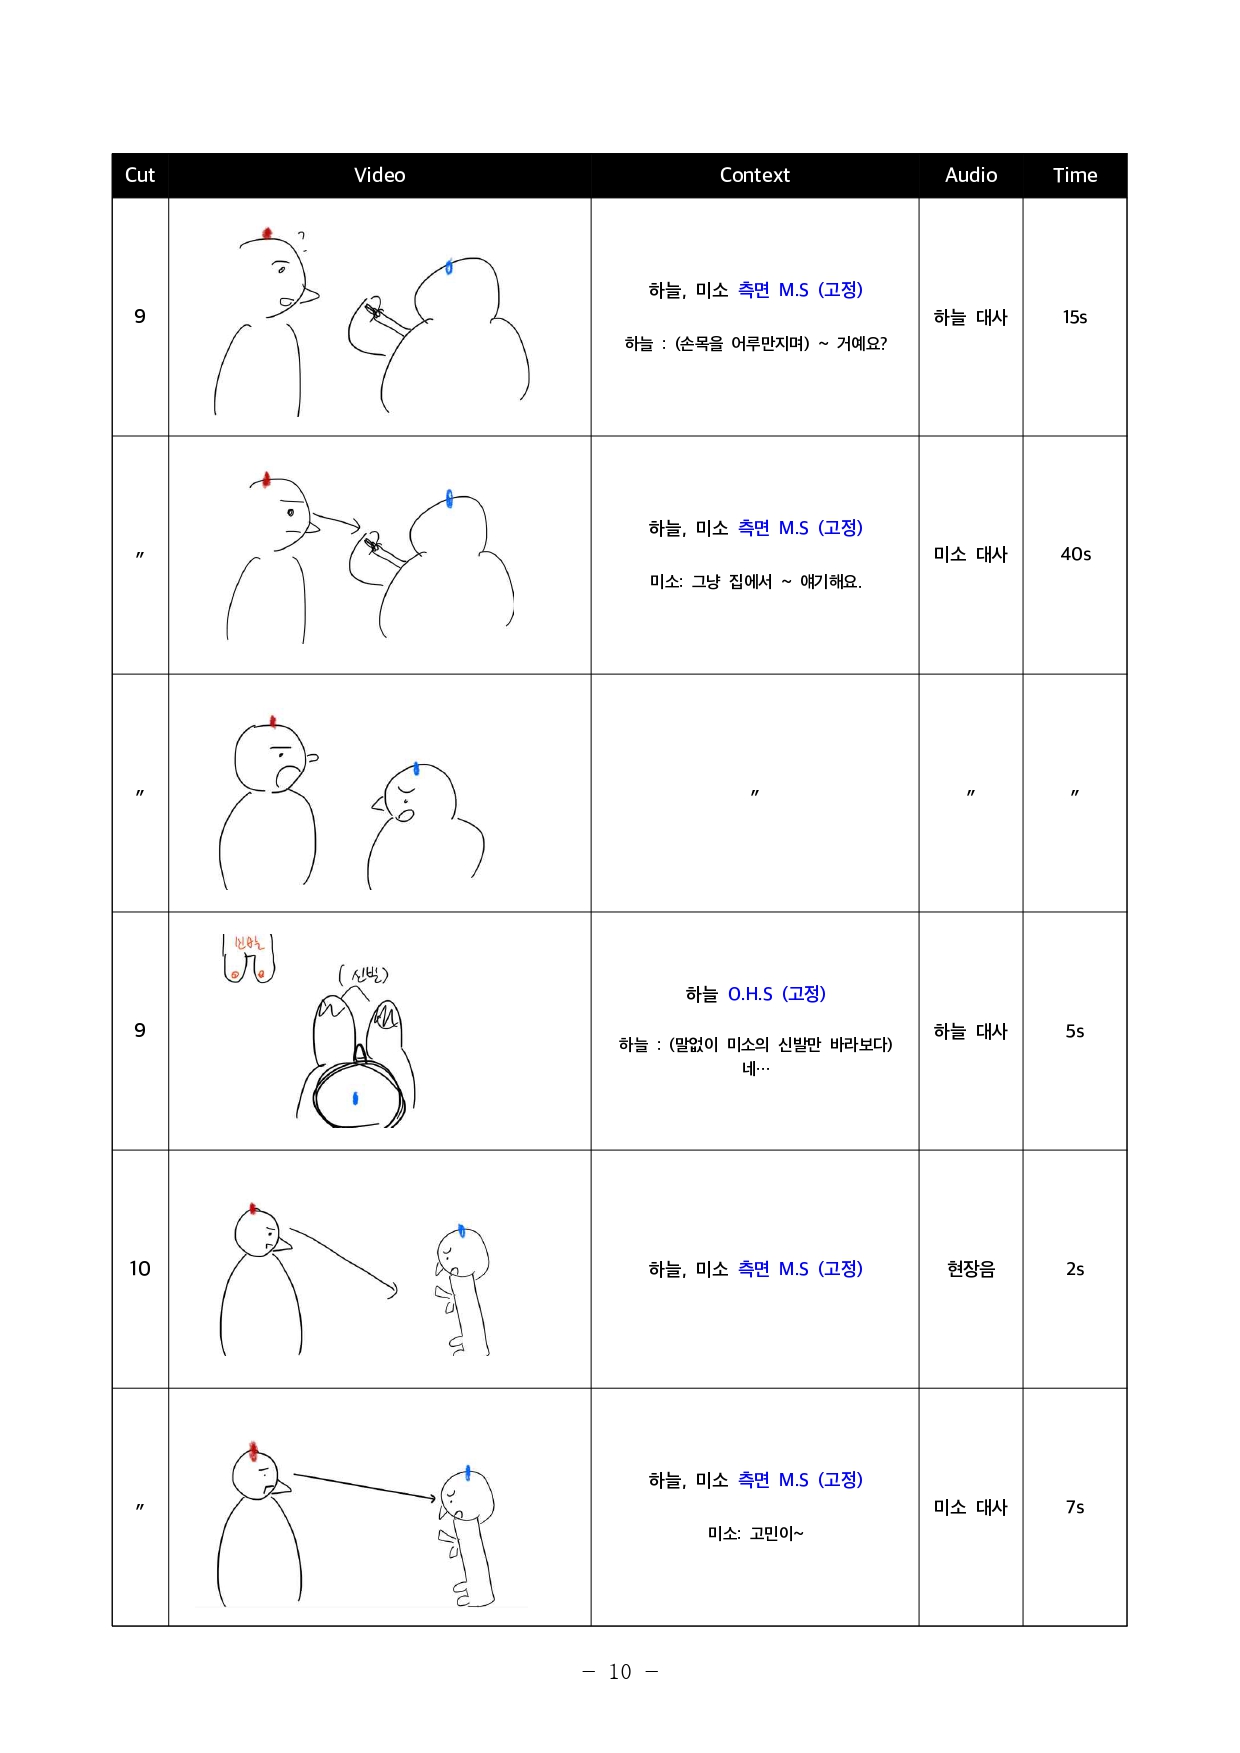 Cut Video Context Audio Time
9
하늘, 미소 측면 M.S (고정)
하늘 : (손목을 어루만지며) ~ 거예요?
하늘 대사
15s
〃
하늘, 미소 측면 M.S (고정)
미소: 그냥 집에서 ~ 얘기해요.
미소 대사
40s
〃
〃
〃
〃
9
신발
(신발)
하늘 O.H.S (고정)
하늘 : (말없이 미소의 신발만 바라보다)
네…
하늘 대사
5s
10
하늘, 미소 측면 M.S (고정)
현장음
2s
〃
하늘, 미소 측면 M.S (고정)
미소: 고민이~
미소 대사
7s
- 10 -